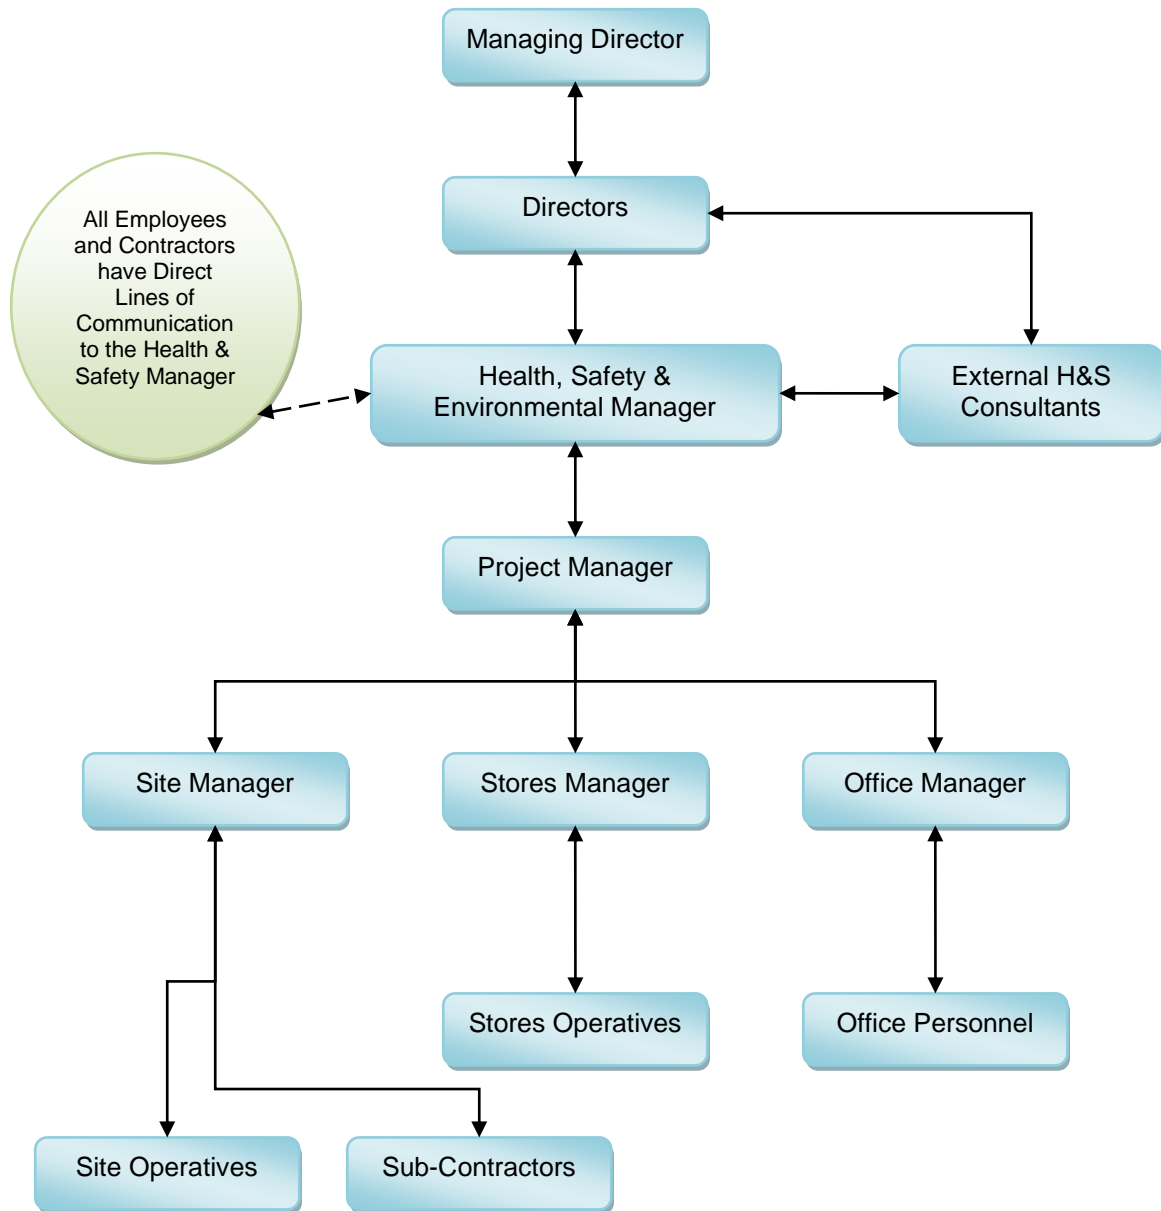 Managing Director
Directors
All Employees
and Contractors
have Direct
Lines of
Communication
to the Health &
Safety Manager
Health, Safety &
Environmental Manager
External H&S
Consultants
Project Manager
Site Manager
Stores Manager
Office Manager
Stores Operatives
Office Personnel
Site Operatives
Sub-Contractors